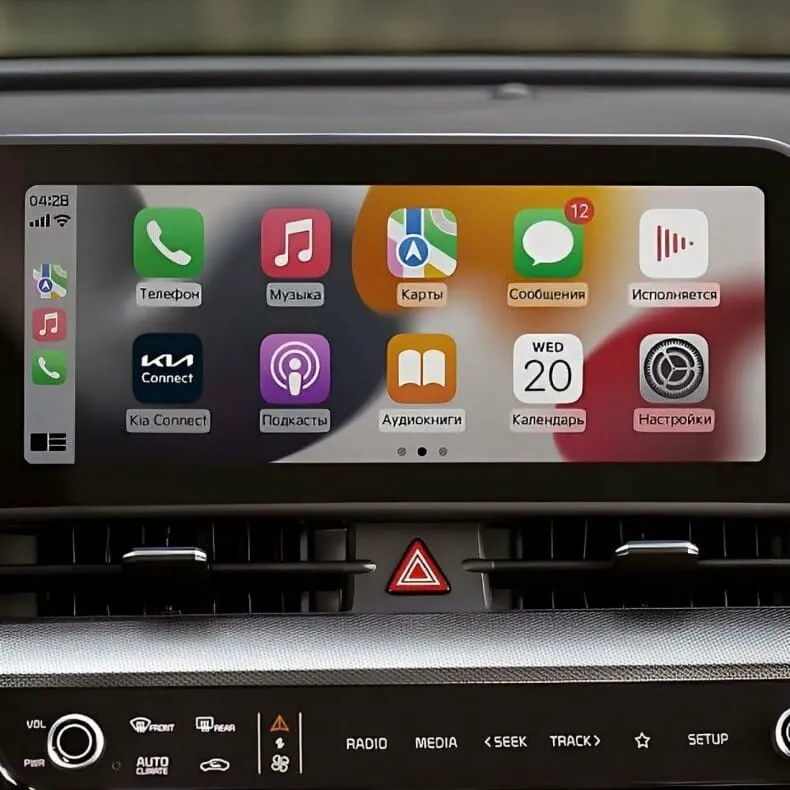 04:28
12
Телефон
Музыка
Карты
Сообщения
Исполняется
KIA
Connect
WED
20
Kia Connect
Подкасты
Аудиокниги
Календарь
Настройки
VOL
FRONT
REAR
RADIO
MEDIA
<SEEK
TRACK>
SETUP
PWR
AUTO
CLIMATE